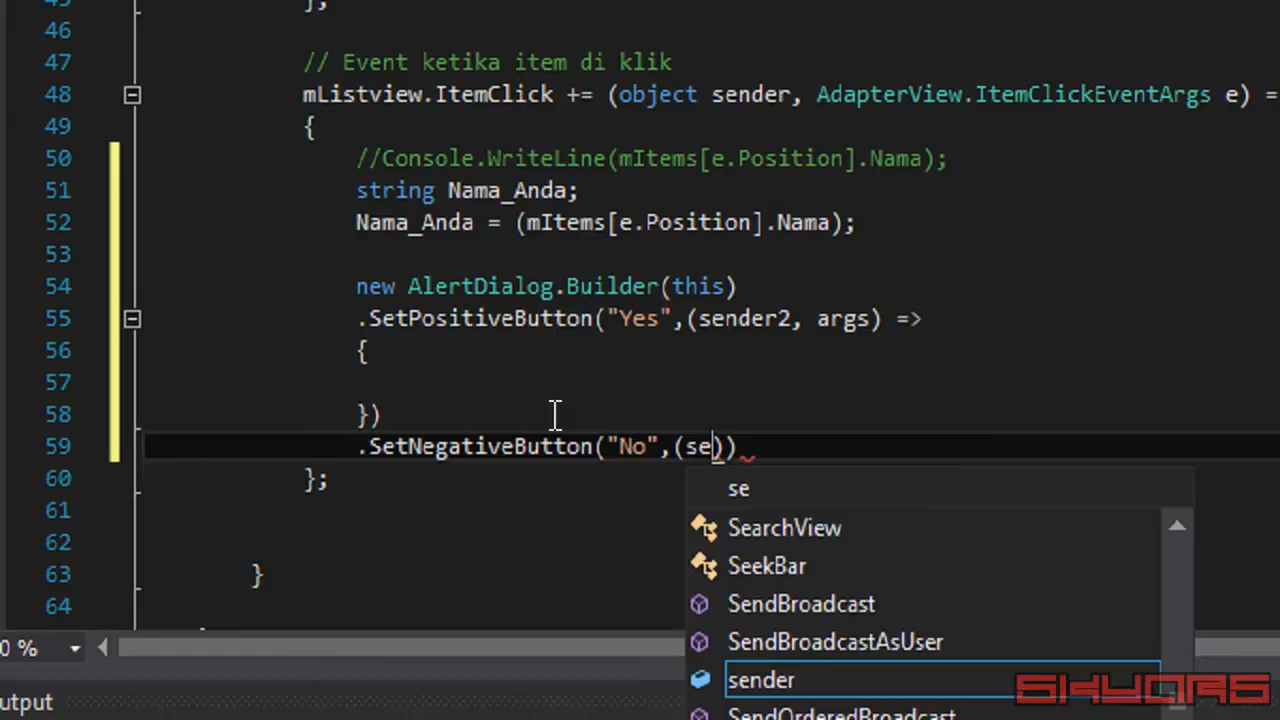 45 };
46
47 // Event ketika item di klik
48 mListview.ItemClick += (object sender, AdapterView.ItemClickEventArgs e) =
49 {
50 //Console.WriteLine(mItems[e.Position].Nama);
51 string Nama_Anda;
52 Nama_Anda = (mItems[e.Position].Nama);
53
54 new AlertDialog.Builder(this)
55 .SetPositiveButton("Yes",(sender2, args) =>
56 {
57
58 })
59 .SetNegativeButton("No",(se))
60 };
61
62
63 }
64
se
SearchView
SeekBar
SendBroadcast
SendBroadcastAsUser
sender
SendOrderedBroadcast
0 %
utput